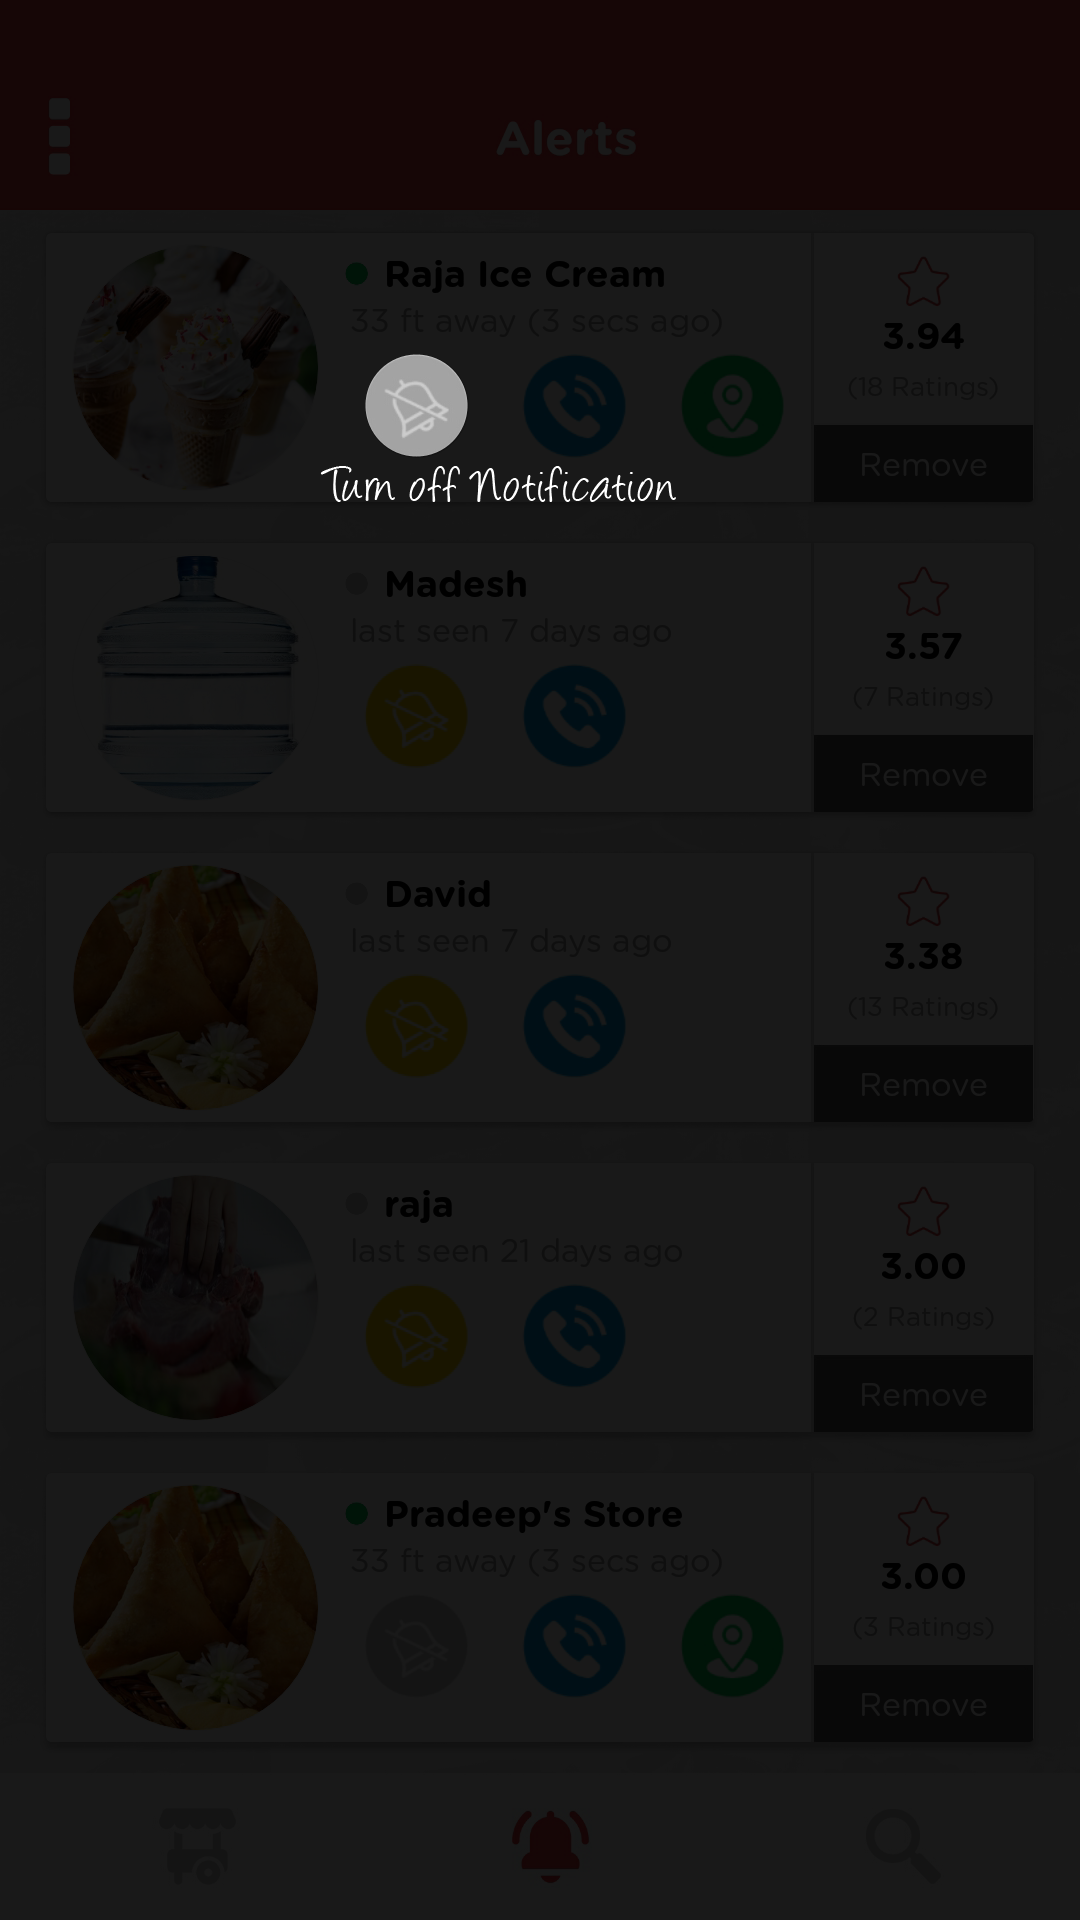 Alerts
Raja Ice Cream
33 ft away (3 secs ago)
3.94
(18 Ratings)
Remove
Turn off Notification
Madesh
last seen 7 days ago
3.57
(7 Ratings)
Remove
David
last seen 7 days ago
3.38
(13 Ratings)
Remove
raja
last seen 21 days ago
3.00
(2 Ratings)
Remove
Pradeep's Store
33 ft away (3 secs ago)
3.00
(3 Ratings)
Remove